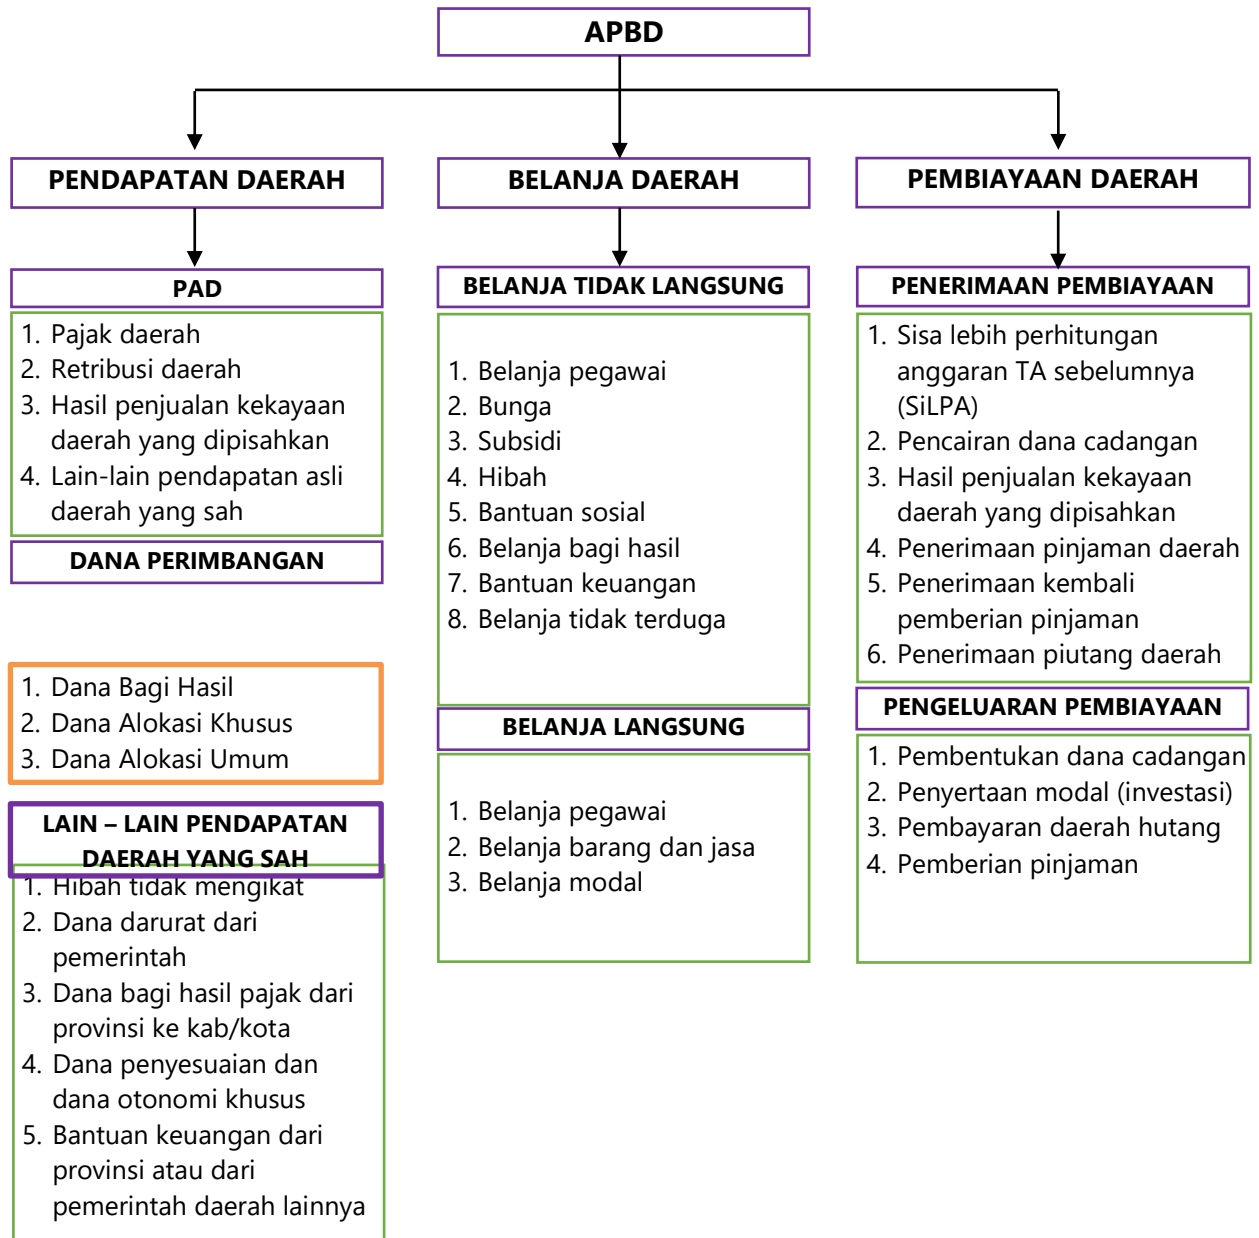 APBD
PENDAPATAN DAERAH
PAD
1. Pajak daerah
2. Retribusi daerah
3. Hasil penjualan kekayaan
daerah yang dipisahkan
4. Lain-lain pendapatan asli
daerah yang sah
DANA PERIMBANGAN
1. Dana Bagi Hasil
2. Dana Alokasi Khusus
3. Dana Alokasi Umum
LAIN – LAIN PENDAPATAN
DAERAH YANG SAH
1. Hibah tidak mengikat
2. Dana darurat dari
pemerintah
3. Dana bagi hasil pajak dari
provinsi ke kab/kota
4. Dana penyesuaian dan
dana otonomi khusus
5. Bantuan keuangan dari
provinsi atau dari
pemerintah daerah lainnya
BELANJA DAERAH
BELANJA TIDAK LANGSUNG
1. Belanja pegawai
2. Bunga
3. Subsidi
4. Hibah
5. Bantuan sosial
6. Belanja bagi hasil
7. Bantuan keuangan
8. Belanja tidak terduga
BELANJA LANGSUNG
1. Belanja pegawai
2. Belanja barang dan jasa
3. Belanja modal
PEMBIAYAAN DAERAH
PENERIMAAN PEMBIAYAAN
1. Sisa lebih perhitungan
anggaran TA sebelumnya
(SiLPA)
2. Pencairan dana cadangan
3. Hasil penjualan kekayaan
daerah yang dipisahkan
4. Penerimaan pinjaman daerah
5. Penerimaan kembali
pemberian pinjaman
6. Penerimaan piutang daerah
PENGELUARAN PEMBIAYAAN
1. Pembentukan dana cadangan
2. Penyertaan modal (investasi)
3. Pembayaran daerah hutang
4. Pemberian pinjaman